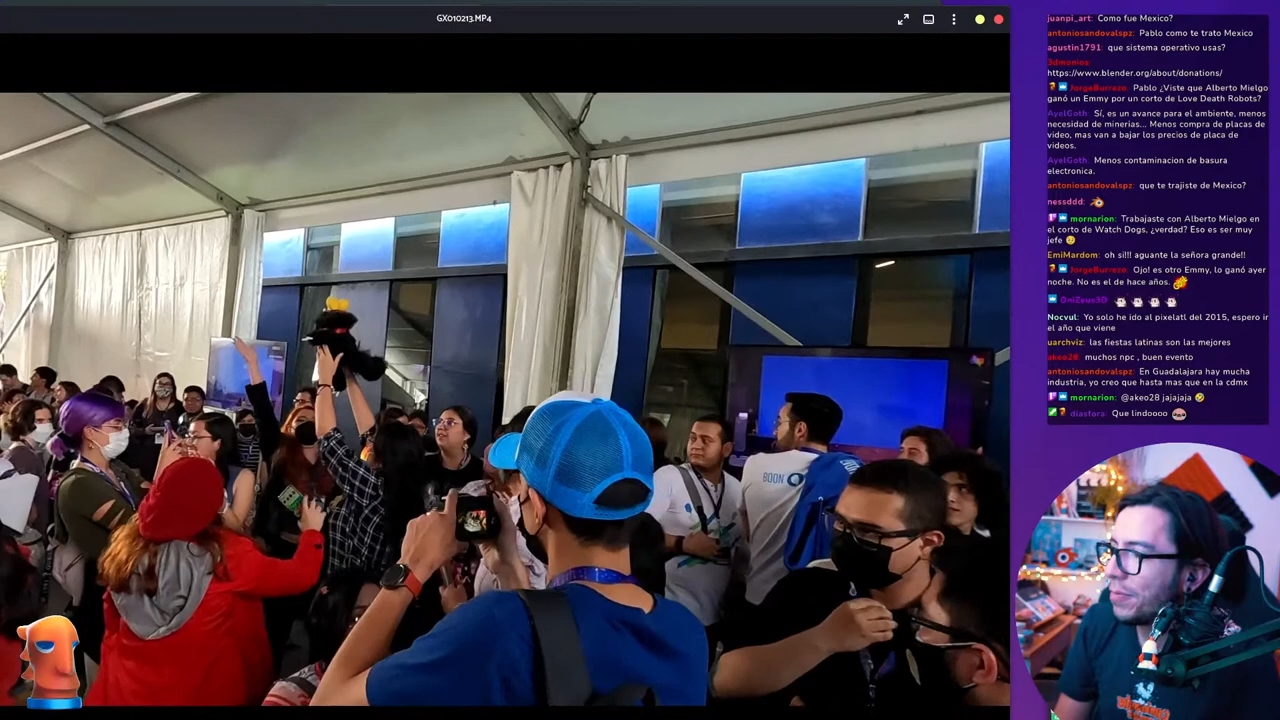 GX010213.MP4
juanpi_art: Como fue Mexico?
antoniosandovalspz: Pablo como te trato Mexico
agustin1791: que sistema operativo usas?
3dmonios:
https://www.blender.org/about/donations/
JorgeBurrezo: Pablo ¿Viste que Alberto Mielgo
ganó un Emmy por un corto de Love Death Robots?
AyelGoth: Sí, es un avance para el ambiente, menos
necesidad de minerias... Menos compra de placas de
video, mas van a bajar los precios de placa de
videos.
AyelGoth: Menos contaminacion de basura
electronica.
antoniosandovalspz: que te trajiste de Mexico?
nessddd:
mornarion: Trabajaste con Alberto Mielgo en
el corto de Watch Dogs, ¿verdad? Eso es ser muy
jefe
EmiMardom: oh si!!! aguante la señora grande!!
JorgeBurrezo: Ojo! es otro Emmy, lo ganó ayer
noche. No es el de hace años.
OniZeus3D:
Nocvul: Yo solo he ido al pixelatl del 2015, espero ir
el año que viene
uarchviz: las fiestas latinas son las mejores
akeo28: muchos npc , buen evento
antoniosandovalspz: En Guadalajara hay mucha
industria, yo creo que hasta mas que en la cdmx
mornarion: @akeo28 jajajaja
diasfora: Que lindoooo
BOON